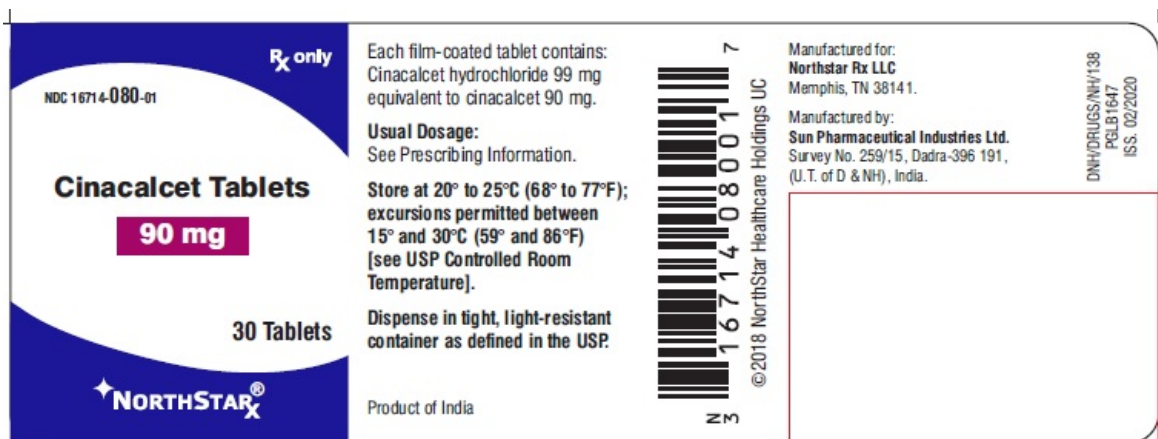 Rx only
NDC 16714-080-01
Cinacalcet Tablets
90 mg
30 Tablets
NORTHSTARx®
Each film-coated tablet contains:
Cinacalcet hydrochloride 99 mg
equivalent to cinacalcet 90 mg.
Usual Dosage:
See Prescribing Information.
Store at 20° to 25°C (68° to 77°F);
excursions permitted between
15° and 30°C (59° and 86°F)
[see USP Controlled Room
Temperature].
Dispense in tight, light-resistant
container as defined in the USP.
Product of India
N
3 16714 08001 7
©2018 NorthStar Healthcare Holdings UC
Manufactured for:
Northstar Rx LLC
Memphis, TN 38141.
Manufactured by:
Sun Pharmaceutical Industries Ltd.
Survey No. 259/15, Dadra-396 191,
(U.T. of D & NH), India.
DNH/DRUGS/NH/138
PGLB1647
ISS. 02/2020